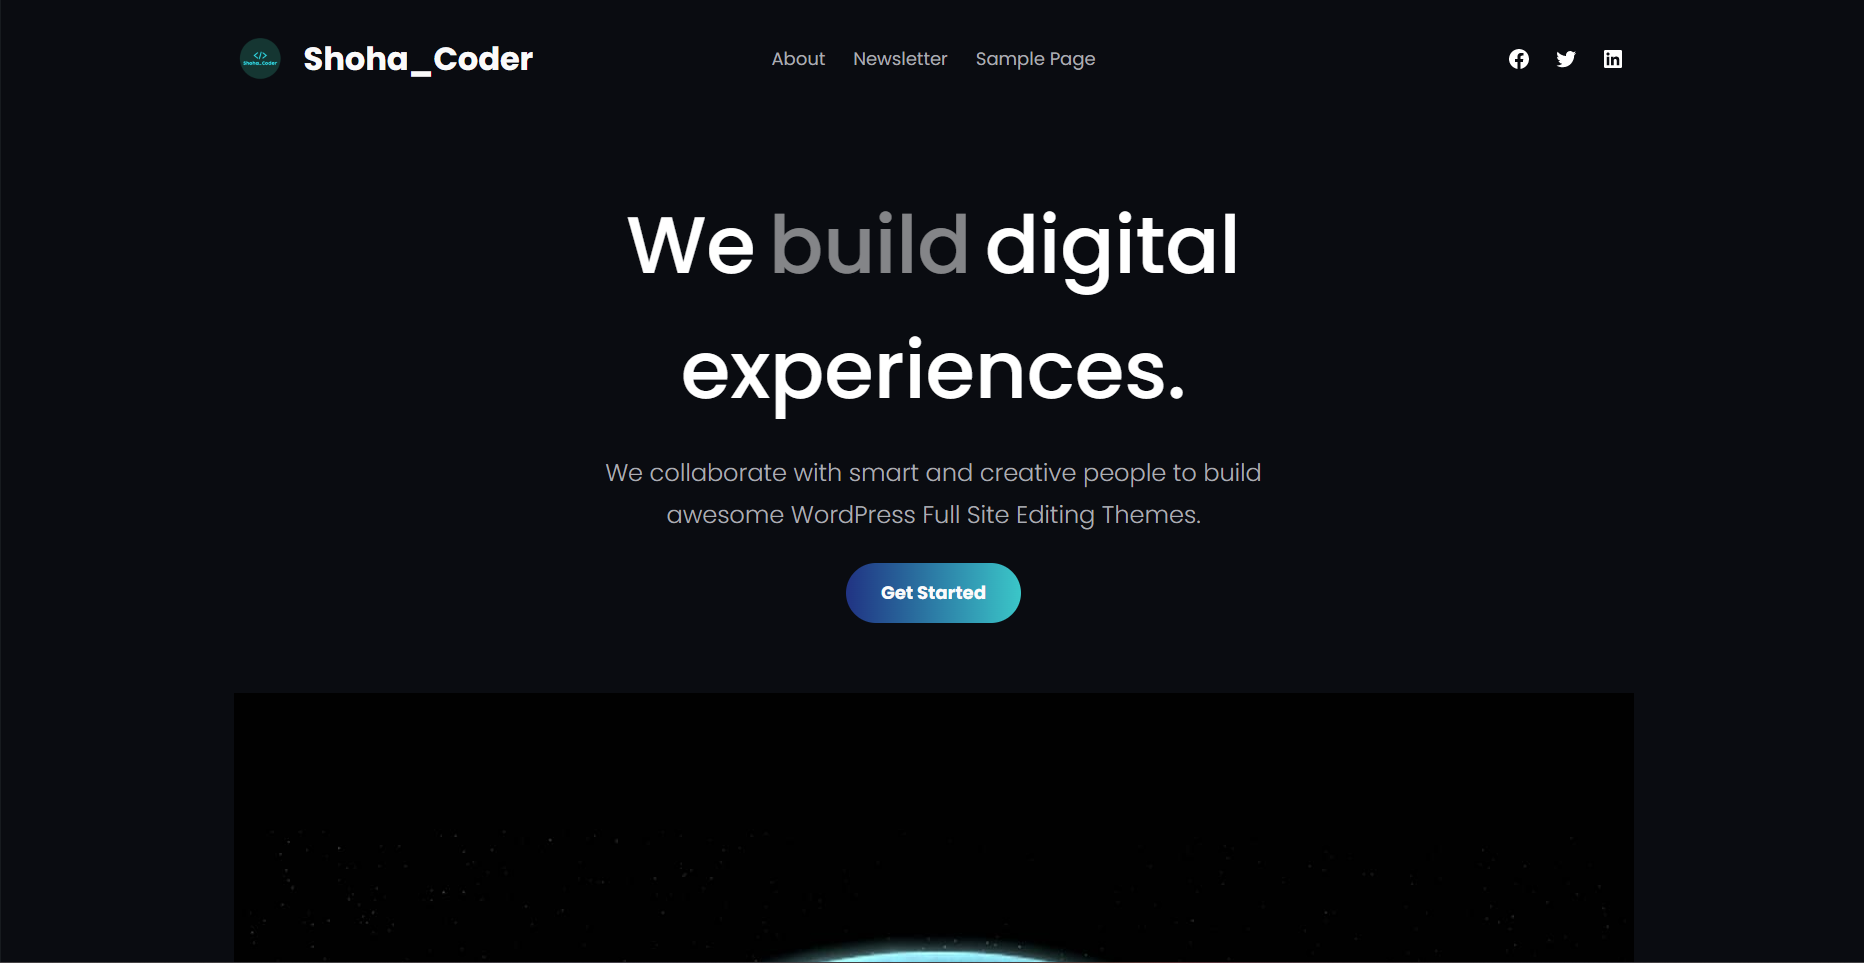 </>
Shoha_Coder
Shoha_Coder
About Newsletter Sample Page
We build digital
experiences.
We collaborate with smart and creative people to build
awesome WordPress Full Site Editing Themes.
Get Started